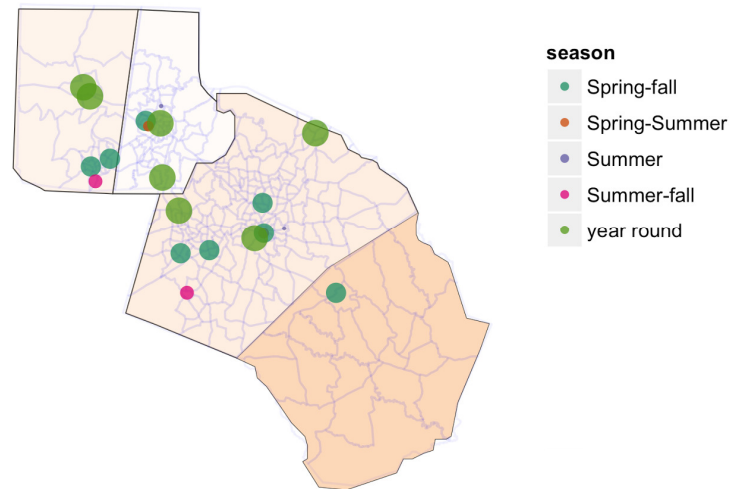 season
Spring-fall
Spring-Summer
Summer
Summer-fall
year round